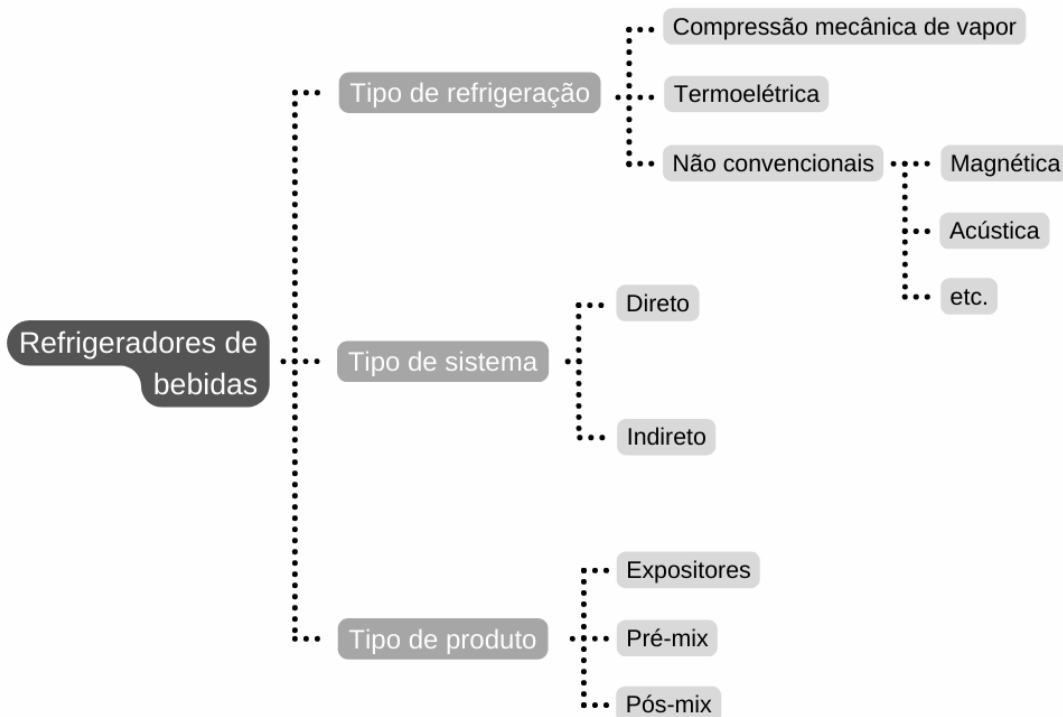 Refrigeradores de
bebidas
Tipo de refrigeração
Compressão mecânica de vapor
Termoelétrica
Não convencionais
Magnética
Acústica
etc.
Tipo de sistema
Direto
Indireto
Tipo de produto
Expositores
Pré-mix
Pós-mix